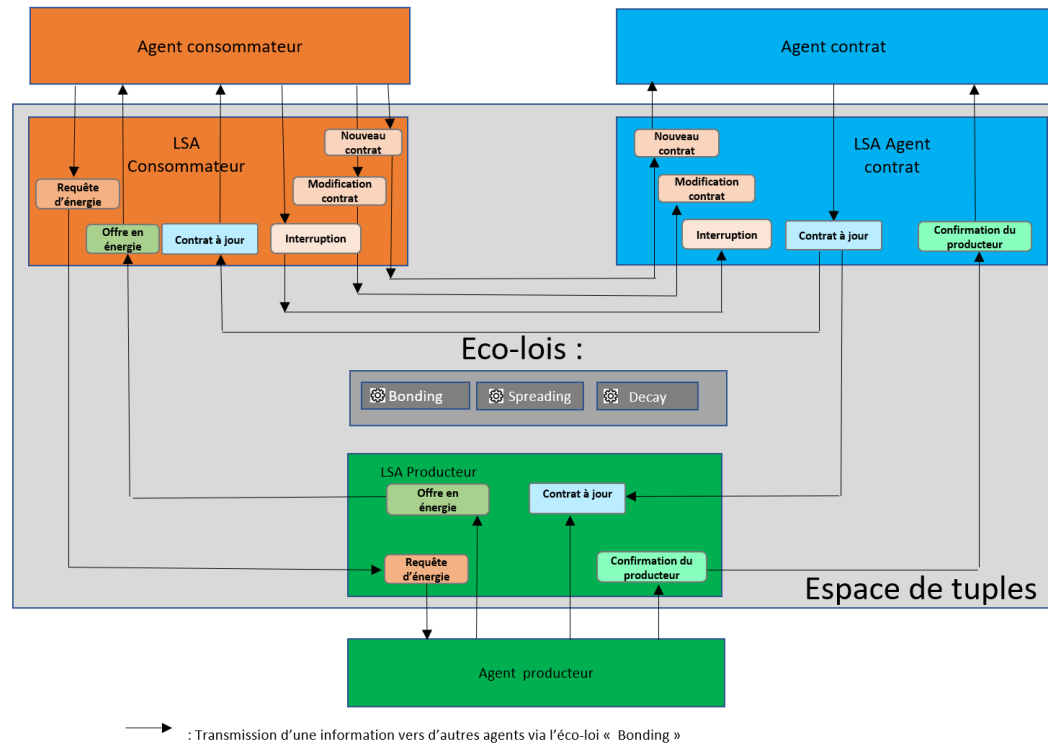 Agent consommateur
Agent contrat
LSA
Consommateur
Nouveau
contrat
Modification
contrat
Requête
d'énergie
Offre en
énergie
Contrat à jour
Interruption
LSA Agent
contrat
Nouveau
contrat
Modification
contrat
Interruption
Contrat à jour
Confirmation du
producteur
Eco-lois :
Bonding
Spreading
Decay
LSA Producteur
Offre en
énergie
Contrat à jour
Requête
d'énergie
Confirmation du
producteur
Espace de tuples
Agent producteur
: Transmission d'une information vers d'autres agents via l'éco-loi « Bonding »